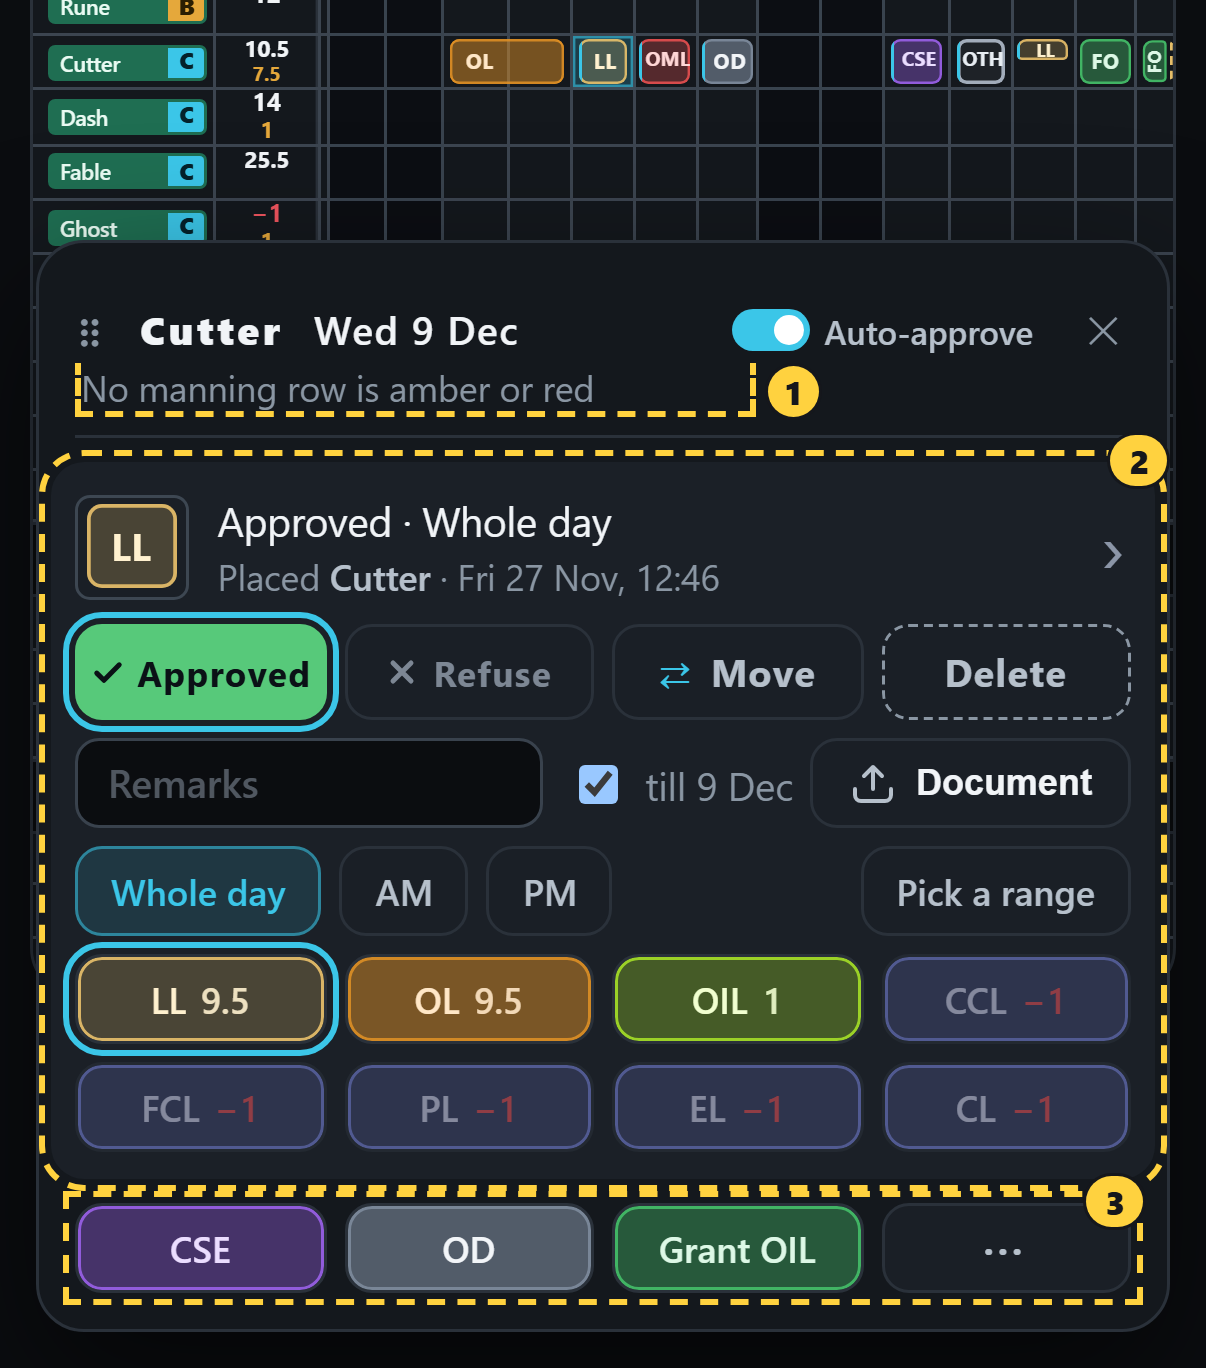 Rune B 12
Cutter C 10.5 7.5 OL LL OML OD CSE OTH LL FO FO
Dash C 14 1
Fable C 25.5
Ghost C −1 1
Cutter Wed 9 Dec Auto-approve
No manning row is amber or red 1
2
LL Approved · Whole day
Placed Cutter · Fri 27 Nov, 12:46
Approved Refuse Move Delete
Remarks till 9 Dec Document
Whole day AM PM Pick a range
LL 9.5 OL 9.5 OIL 1 CCL −1
FCL −1 PL −1 EL −1 CL −1
3
CSE OD Grant OIL ...